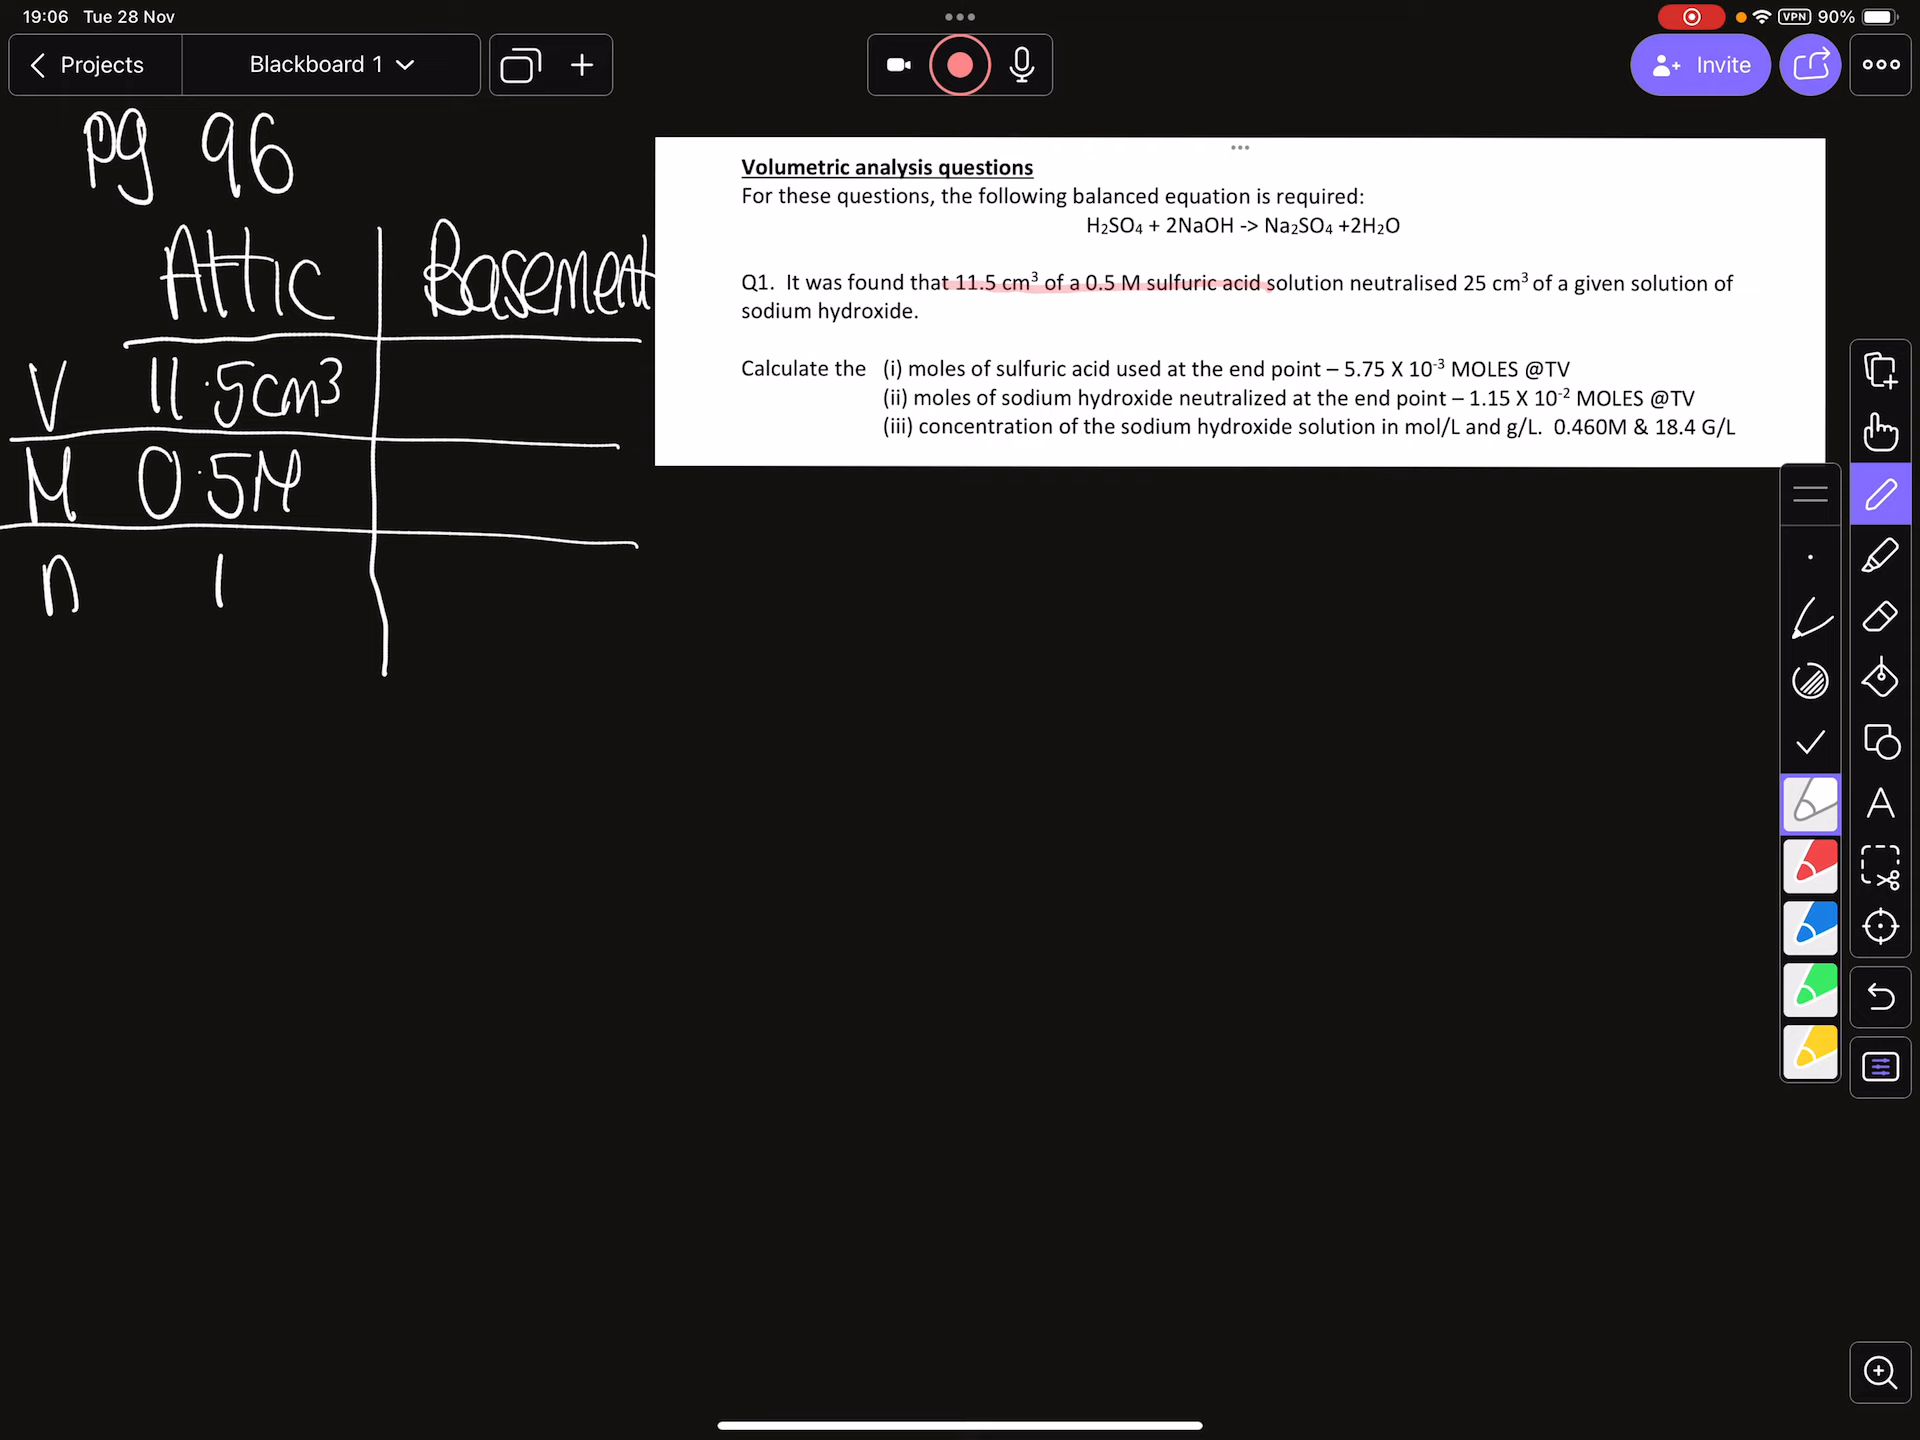 19:06 Tue 28 Nov
VPN 90%
Projects
Blackboard 1
Invite
pg 96
Attic Basement
V 11.5cm³
M 0.5M
n 1
Volumetric analysis questions
For these questions, the following balanced equation is required:
H₂SO₄ + 2NaOH -> Na₂SO₄ +2H₂O
Q1. It was found that 11.5 cm³ of a 0.5 M sulfuric acid solution neutralised 25 cm³ of a given solution of
sodium hydroxide.
Calculate the (i) moles of sulfuric acid used at the end point – 5.75 X 10⁻³ MOLES @TV
(ii) moles of sodium hydroxide neutralized at the end point – 1.15 X 10⁻² MOLES @TV
(iii) concentration of the sodium hydroxide solution in mol/L and g/L. 0.460M & 18.4 G/L
A